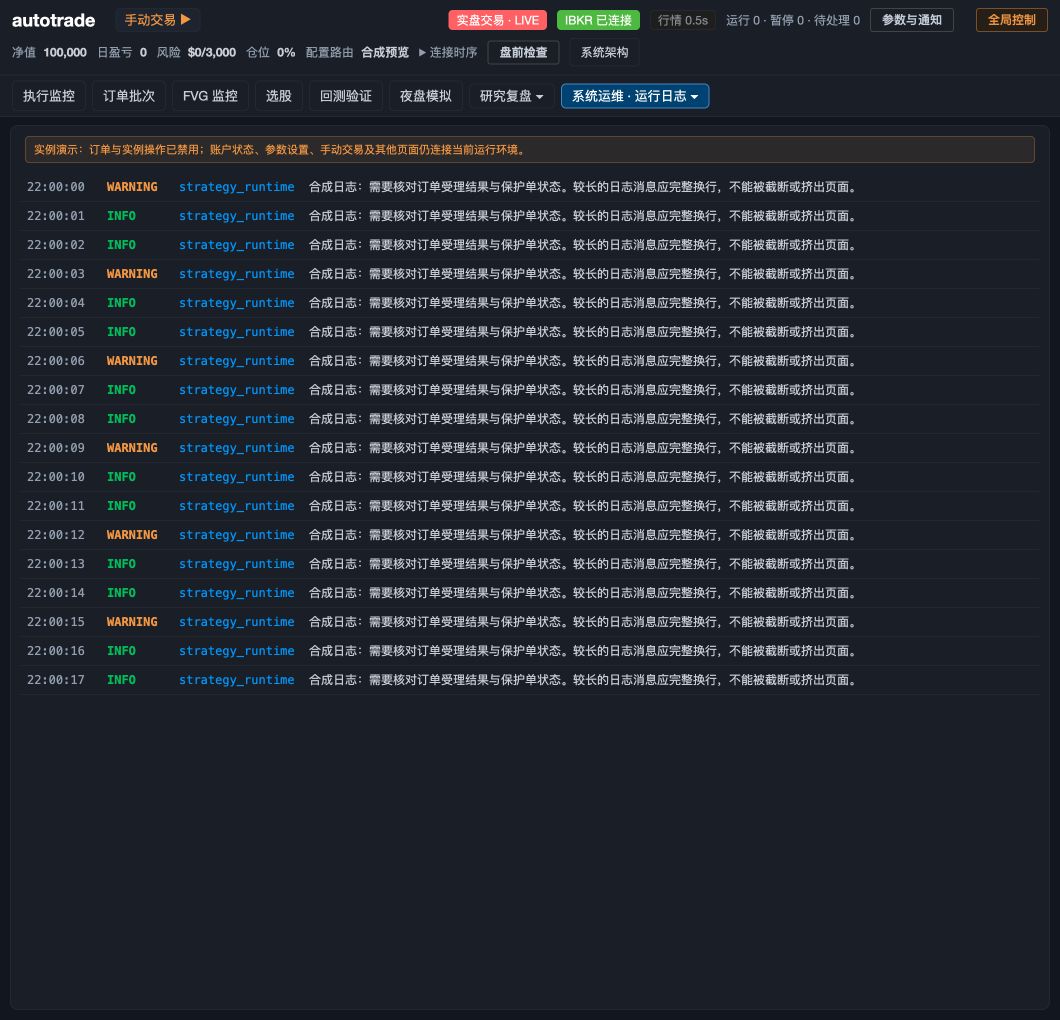 autotrade 手动交易 ▶ 实盘交易 · LIVE IBKR 已连接 行情 0.5s 运行 0 · 暂停 0 · 待处理 0 参数与通知 全局控制
净值 100,000 日盈亏 0 风险 $0/3,000 仓位 0% 配置路由 合成预览 ▶ 连接时序 盘前检查 系统架构
执行监控 订单批次 FVG 监控 选股 回测验证 夜盘模拟 研究复盘 系统运维 · 运行日志
实例演示：订单与实例操作已禁用；账户状态、参数设置、手动交易及其他页面仍连接当前运行环境。
22:00:00 WARNING strategy_runtime 合成日志：需要核对订单受理结果与保护单状态。较长的日志消息应完整换行，不能被截断或挤出页面。
22:00:01 INFO strategy_runtime 合成日志：需要核对订单受理结果与保护单状态。较长的日志消息应完整换行，不能被截断或挤出页面。
22:00:02 INFO strategy_runtime 合成日志：需要核对订单受理结果与保护单状态。较长的日志消息应完整换行，不能被截断或挤出页面。
22:00:03 WARNING strategy_runtime 合成日志：需要核对订单受理结果与保护单状态。较长的日志消息应完整换行，不能被截断或挤出页面。
22:00:04 INFO strategy_runtime 合成日志：需要核对订单受理结果与保护单状态。较长的日志消息应完整换行，不能被截断或挤出页面。
22:00:05 INFO strategy_runtime 合成日志：需要核对订单受理结果与保护单状态。较长的日志消息应完整换行，不能被截断或挤出页面。
22:00:06 WARNING strategy_runtime 合成日志：需要核对订单受理结果与保护单状态。较长的日志消息应完整换行，不能被截断或挤出页面。
22:00:07 INFO strategy_runtime 合成日志：需要核对订单受理结果与保护单状态。较长的日志消息应完整换行，不能被截断或挤出页面。
22:00:08 INFO strategy_runtime 合成日志：需要核对订单受理结果与保护单状态。较长的日志消息应完整换行，不能被截断或挤出页面。
22:00:09 WARNING strategy_runtime 合成日志：需要核对订单受理结果与保护单状态。较长的日志消息应完整换行，不能被截断或挤出页面。
22:00:10 INFO strategy_runtime 合成日志：需要核对订单受理结果与保护单状态。较长的日志消息应完整换行，不能被截断或挤出页面。
22:00:11 INFO strategy_runtime 合成日志：需要核对订单受理结果与保护单状态。较长的日志消息应完整换行，不能被截断或挤出页面。
22:00:12 WARNING strategy_runtime 合成日志：需要核对订单受理结果与保护单状态。较长的日志消息应完整换行，不能被截断或挤出页面。
22:00:13 INFO strategy_runtime 合成日志：需要核对订单受理结果与保护单状态。较长的日志消息应完整换行，不能被截断或挤出页面。
22:00:14 INFO strategy_runtime 合成日志：需要核对订单受理结果与保护单状态。较长的日志消息应完整换行，不能被截断或挤出页面。
22:00:15 WARNING strategy_runtime 合成日志：需要核对订单受理结果与保护单状态。较长的日志消息应完整换行，不能被截断或挤出页面。
22:00:16 INFO strategy_runtime 合成日志：需要核对订单受理结果与保护单状态。较长的日志消息应完整换行，不能被截断或挤出页面。
22:00:17 INFO strategy_runtime 合成日志：需要核对订单受理结果与保护单状态。较长的日志消息应完整换行，不能被截断或挤出页面。